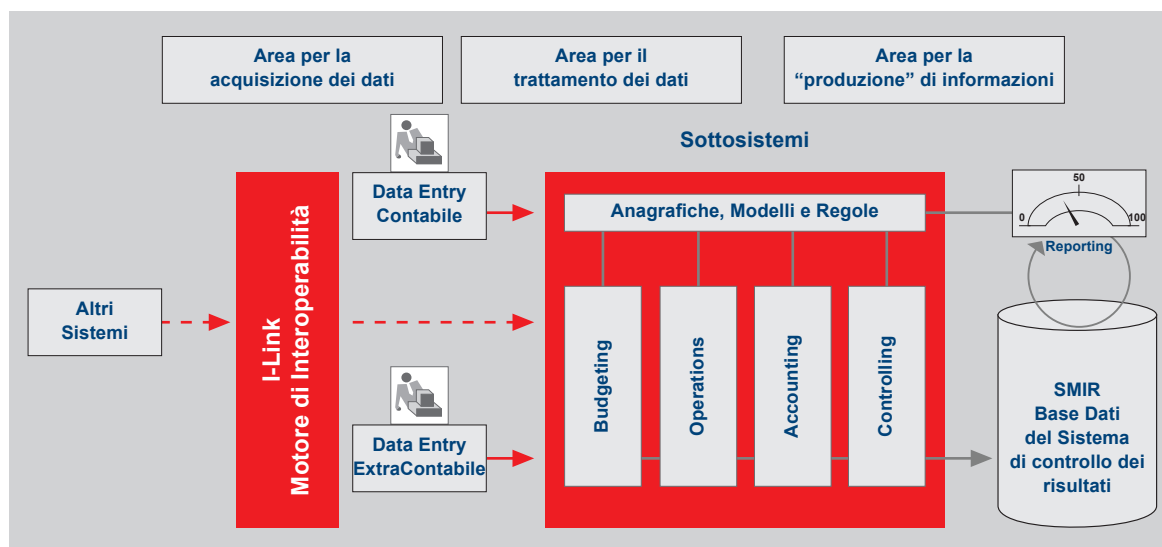 Area per la
acquisizione dei dati
Area per il
trattamento dei dati
Area per la
“produzione” di informazioni
Sottosistemi
Altri
Sistemi
I-Link
Motore di Interoperabilità
Data Entry
Contabile
Data Entry
ExtraContabile
Anagrafiche, Modelli e Regole
Budgeting
Operations
Accounting
Controlling
0
50
100
Reporting
SMIR
Base Dati
del Sistema
di controllo dei
risultati